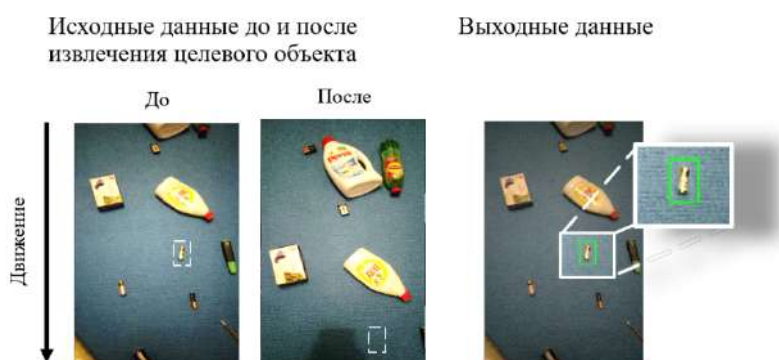 Исходные данные до и после
извлечения целевого объекта
Выходные данные
До
После
Движение